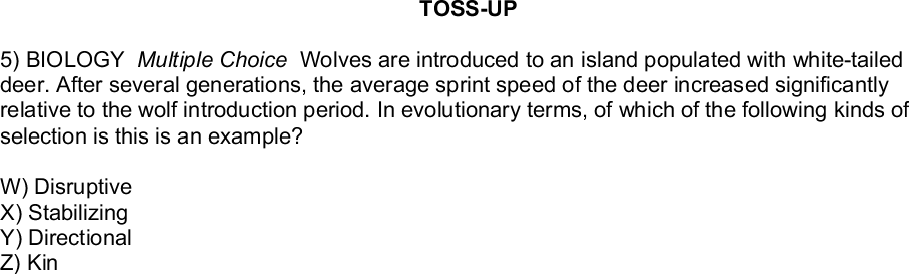 TOSS-UP
5) BIOLOGY Multiple Choice Wolves are introduced to an island populated with white-tailed
deer. After several generations, the average sprint speed of the deer increased significantly
relative to the wolf introduction period. In evolutionary terms, of which of the following kinds of
selection is this is an example?
W) Disruptive
X) Stabilizing
Y) Directional
Z) Kin